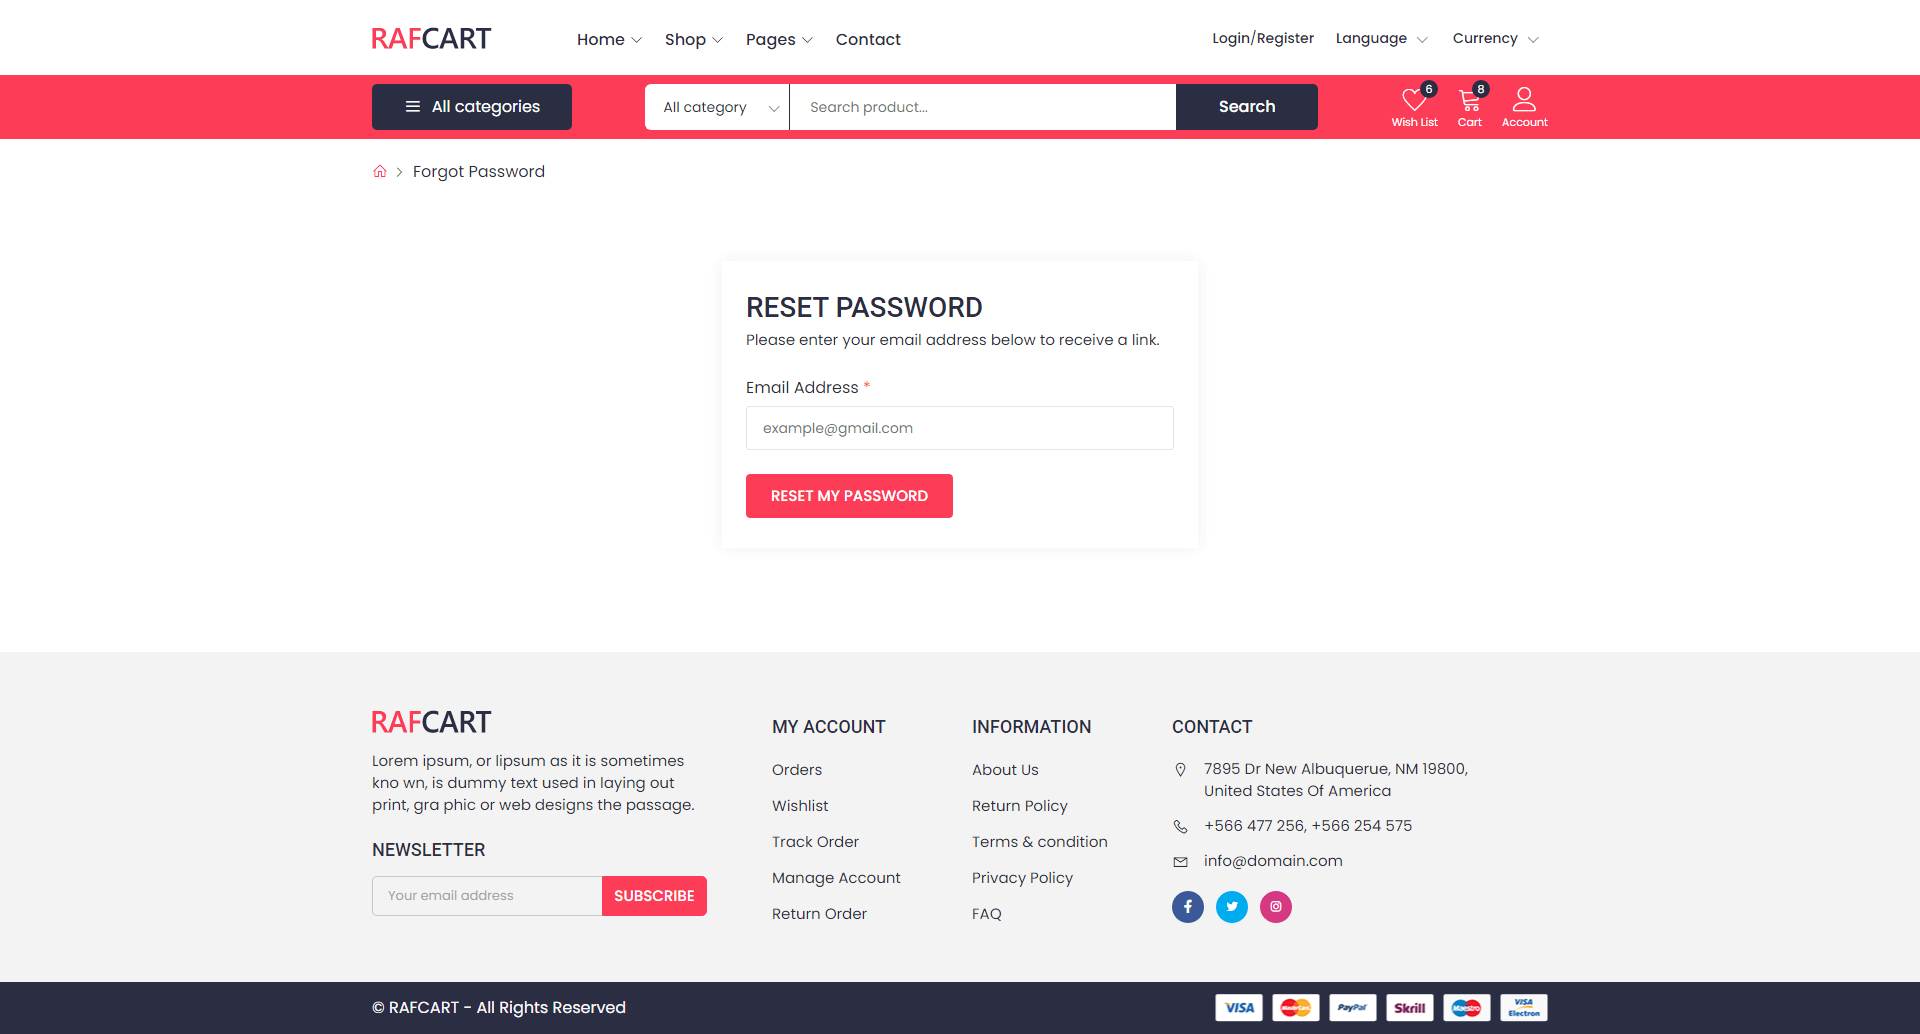 RAFCART
Home
Shop
Pages
Contact
Login/Register
Language
Currency
All categories
All category
Search product...
Search
6
Wish List
8
Cart
Account
Forgot Password
RESET PASSWORD
Please enter your email address below to receive a link.
Email Address *
example@gmail.com
RESET MY PASSWORD
RAFCART
Lorem ipsum, or lipsum as it is sometimes
kno wn, is dummy text used in laying out
print, gra phic or web designs the passage.
NEWSLETTER
Your email address
SUBSCRIBE
MY ACCOUNT
Orders
Wishlist
Track Order
Manage Account
Return Order
INFORMATION
About Us
Return Policy
Terms & condition
Privacy Policy
FAQ
CONTACT
7895 Dr New Albuquerue, NM 19800,
United States Of America
+566 477 256, +566 254 575
info@domain.com
© RAFCART - All Rights Reserved
VISA
MasterCard
PayPal
Skrill
Maestro
VISA
Electron